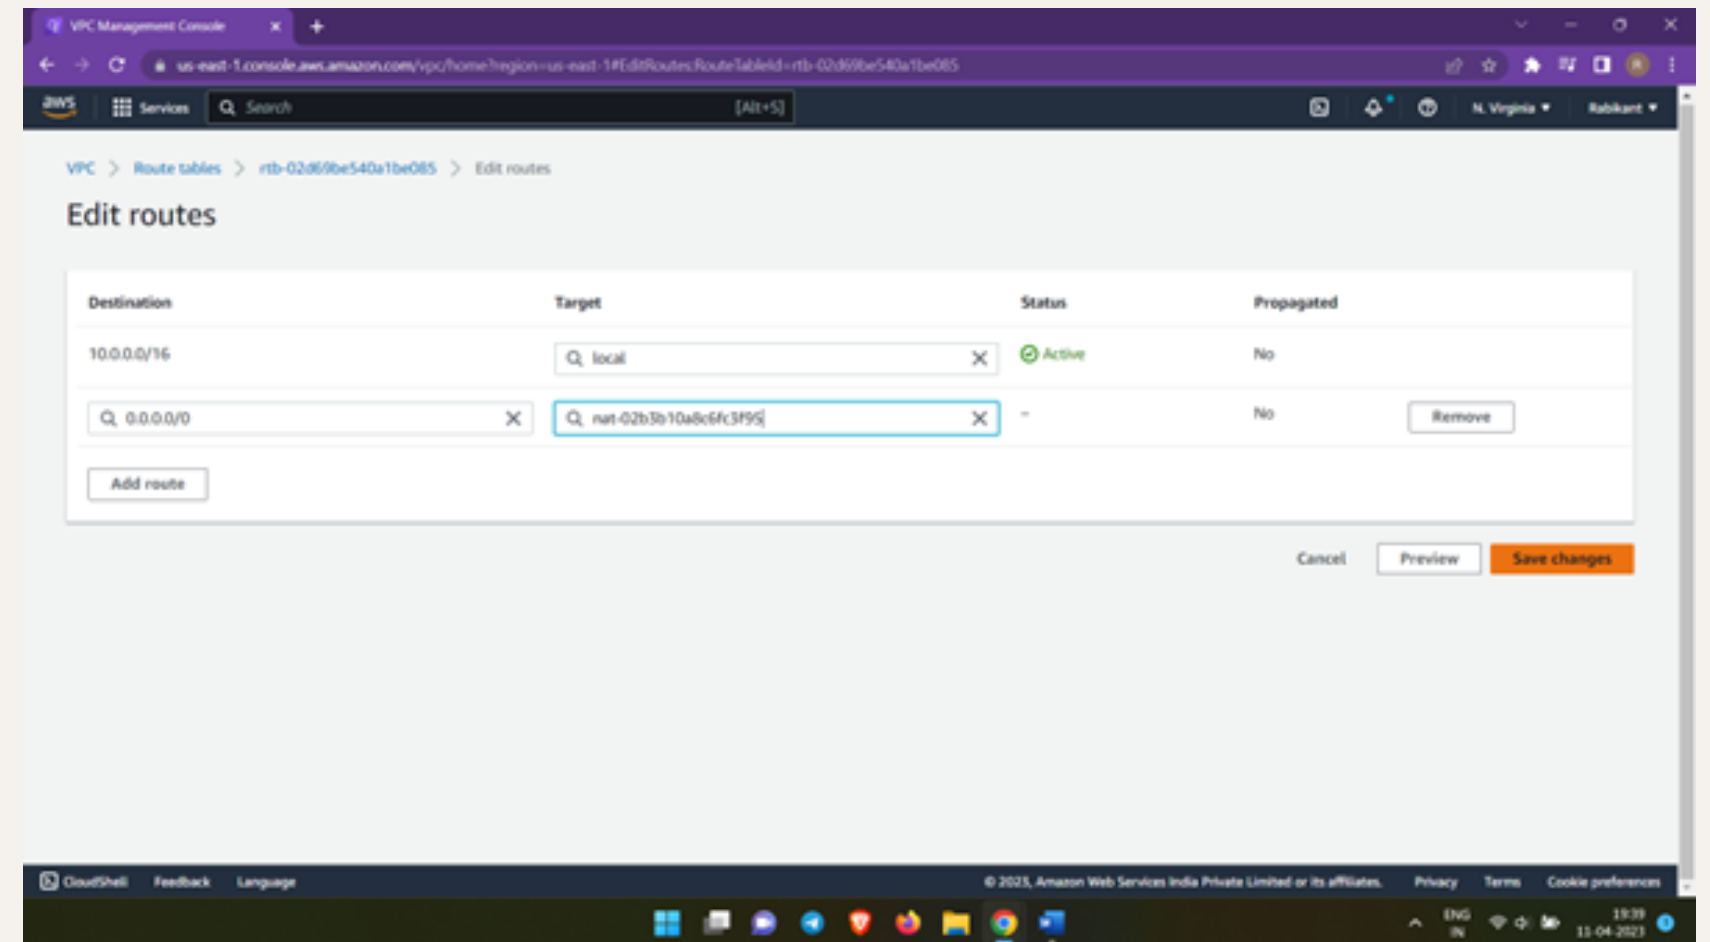 VPC Management Console
us-east-1.console.aws.amazon.com/vpc/home?region=us-east-1#EditRoutes:RouteTableId=rtb-02d69be540a1be085
aws Services Search [Alt+S] N. Virginia Rabikant
VPC > Route tables > rtb-02d69be540a1be085 > Edit routes
Edit routes
Destination Target Status Propagated
10.0.0.0/16 local Active No
0.0.0.0/0 nat-02b3b10a8c6fc3f95 - No Remove
Add route
Cancel Preview Save changes
CloudShell Feedback Language © 2023, Amazon Web Services India Private Limited or its affiliates. Privacy Terms Cookie preferences
ENG 19:39
IN 11-04-2023